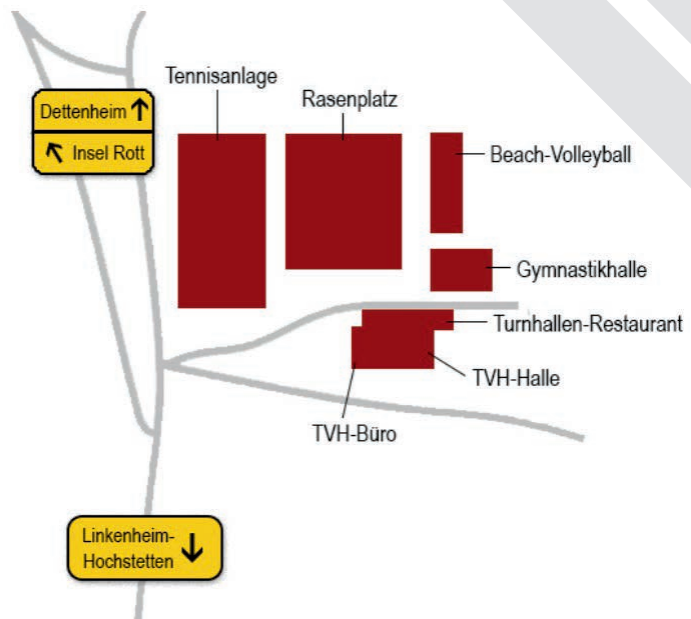 Tennisanlage
Rasenplatz
Dettenheim ↑
↖ Insel Rott
Beach-Volleyball
Gymnastikhalle
Turnhallen-Restaurant
TVH-Halle
TVH-Büro
Linkenheim-
Hochstetten ↓